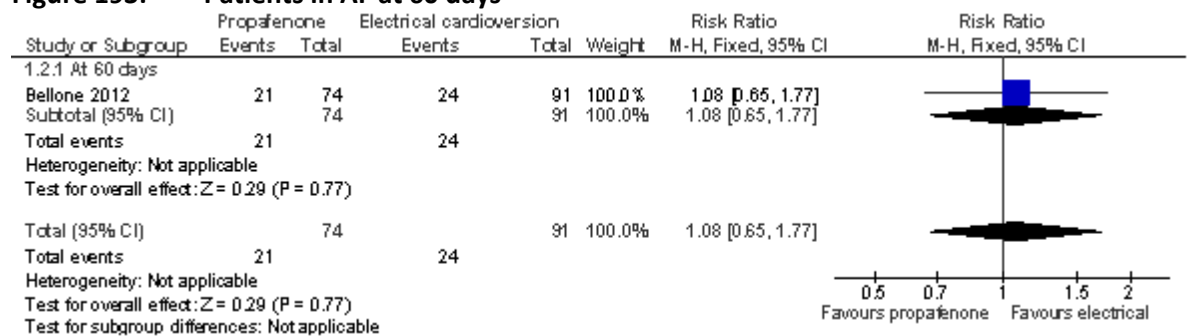 Figure 193: Patients in AF at 60 days
Propafenone Electrical cardioversion Risk Ratio Risk Ratio
Study or Subgroup Events Total Events Total Weight M-H, Fixed, 95% CI M-H, Fixed, 95% CI
1.2.1 At 60 days
Bellone 2012 21 74 24 91 100.0% 1.08 [0.65, 1.77]
Subtotal (95% CI) 74 91 100.0% 1.08 [0.65, 1.77]
Total events 21 24
Heterogeneity: Not applicable
Test for overall effect: Z = 0.29 (P = 0.77)
Total (95% CI) 74 91 100.0% 1.08 [0.65, 1.77]
Total events 21 24
Heterogeneity: Not applicable
Test for overall effect: Z = 0.29 (P = 0.77)
Test for subgroup differences: Not applicable
0.5 0.7 1 1.5 2
Favours propafenone Favours electrical